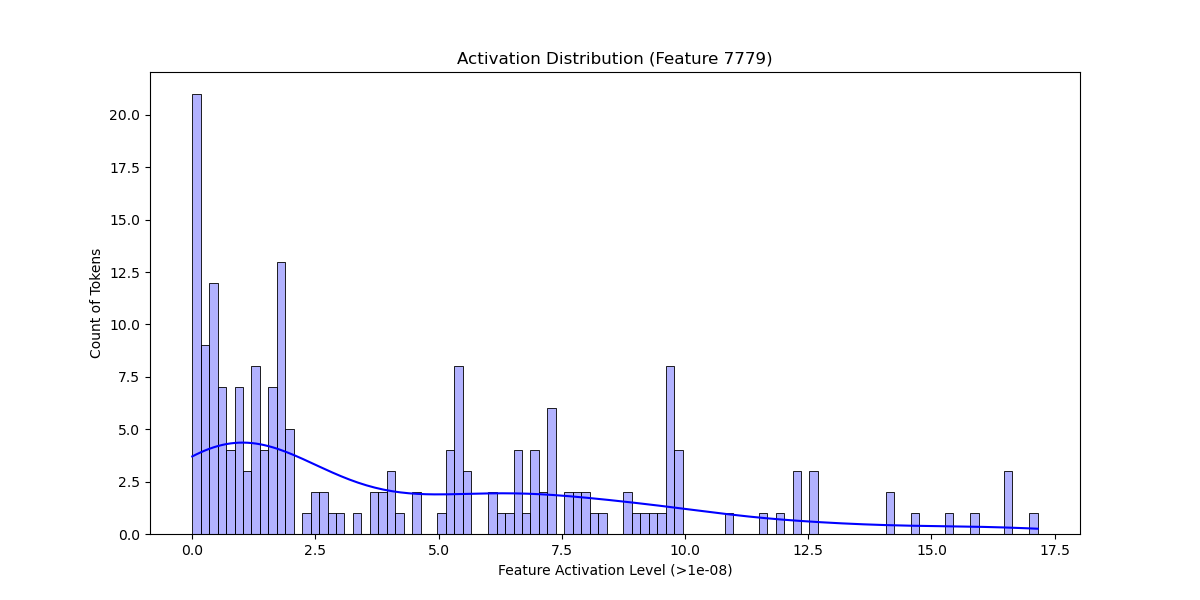 Activation Distribution (Feature 7779)
Count of Tokens
20.0
17.5
15.0
12.5
10.0
7.5
5.0
2.5
0.0
0.0 2.5 5.0 7.5 10.0 12.5 15.0 17.5
Feature Activation Level (>1e-08)